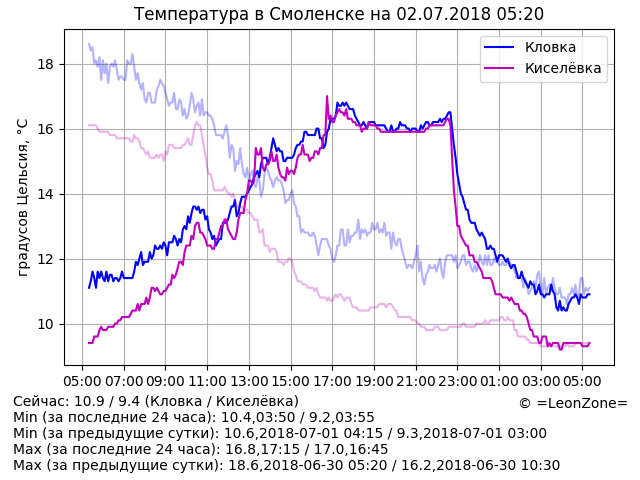 Температура в Смоленске на 02.07.2018 05:20
Кловка
Киселёвка
градусов Цельсия, °C
18
16
14
12
10
05:00 07:00 09:00 11:00 13:00 15:00 17:00 19:00 21:00 23:00 01:00 03:00 05:00
Сейчас: 10.9 / 9.4 (Кловка / Киселёвка)
© =LeonZone=
Min (за последние 24 часа): 10.4,03:50 / 9.2,03:55
Min (за предыдущие сутки): 10.6,2018-07-01 04:15 / 9.3,2018-07-01 03:00
Max (за последние 24 часа): 16.8,17:15 / 17.0,16:45
Max (за предыдущие сутки): 18.6,2018-06-30 05:20 / 16.2,2018-06-30 10:30